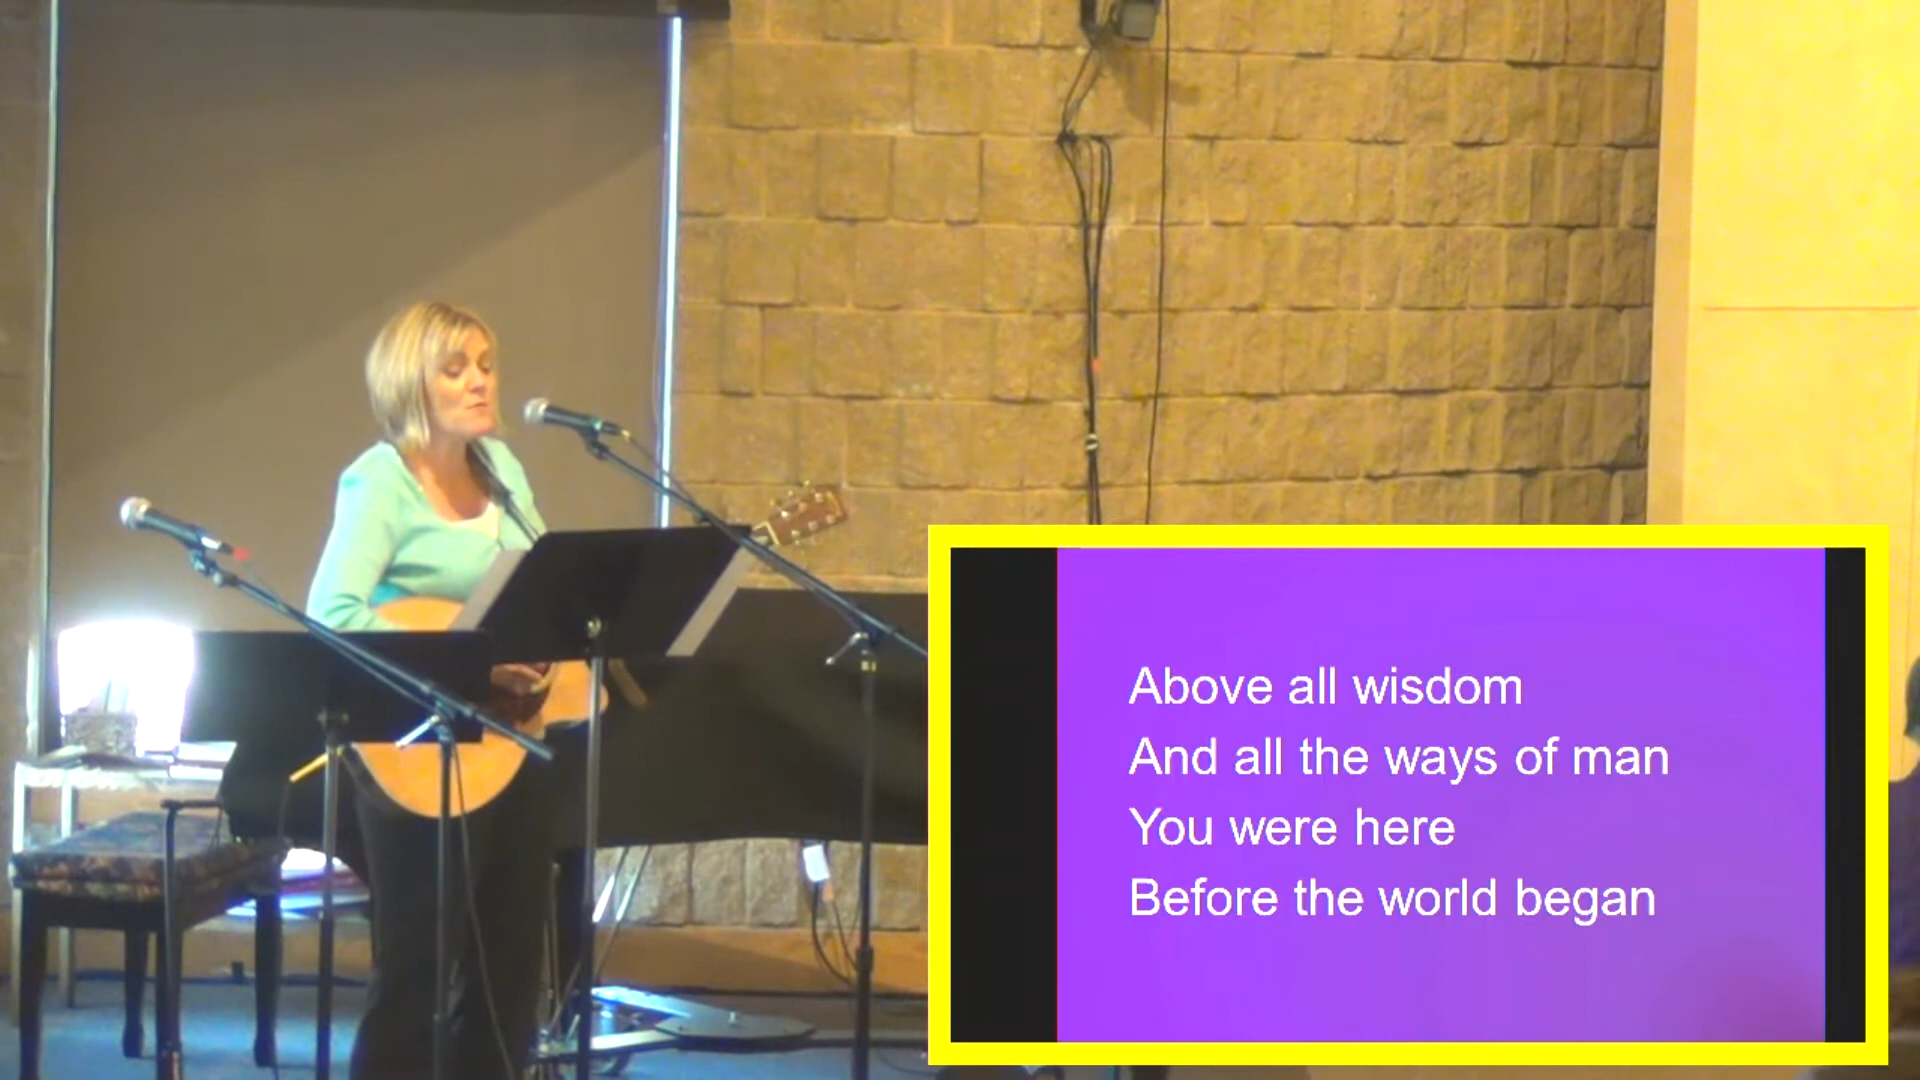 Above all wisdom
And all the ways of man
You were here
Before the world began